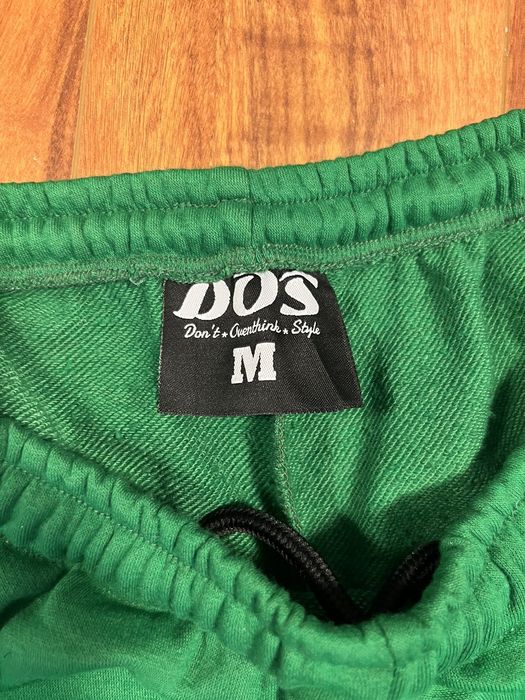 DOS
Don't ★ Overthink ★ Style
M